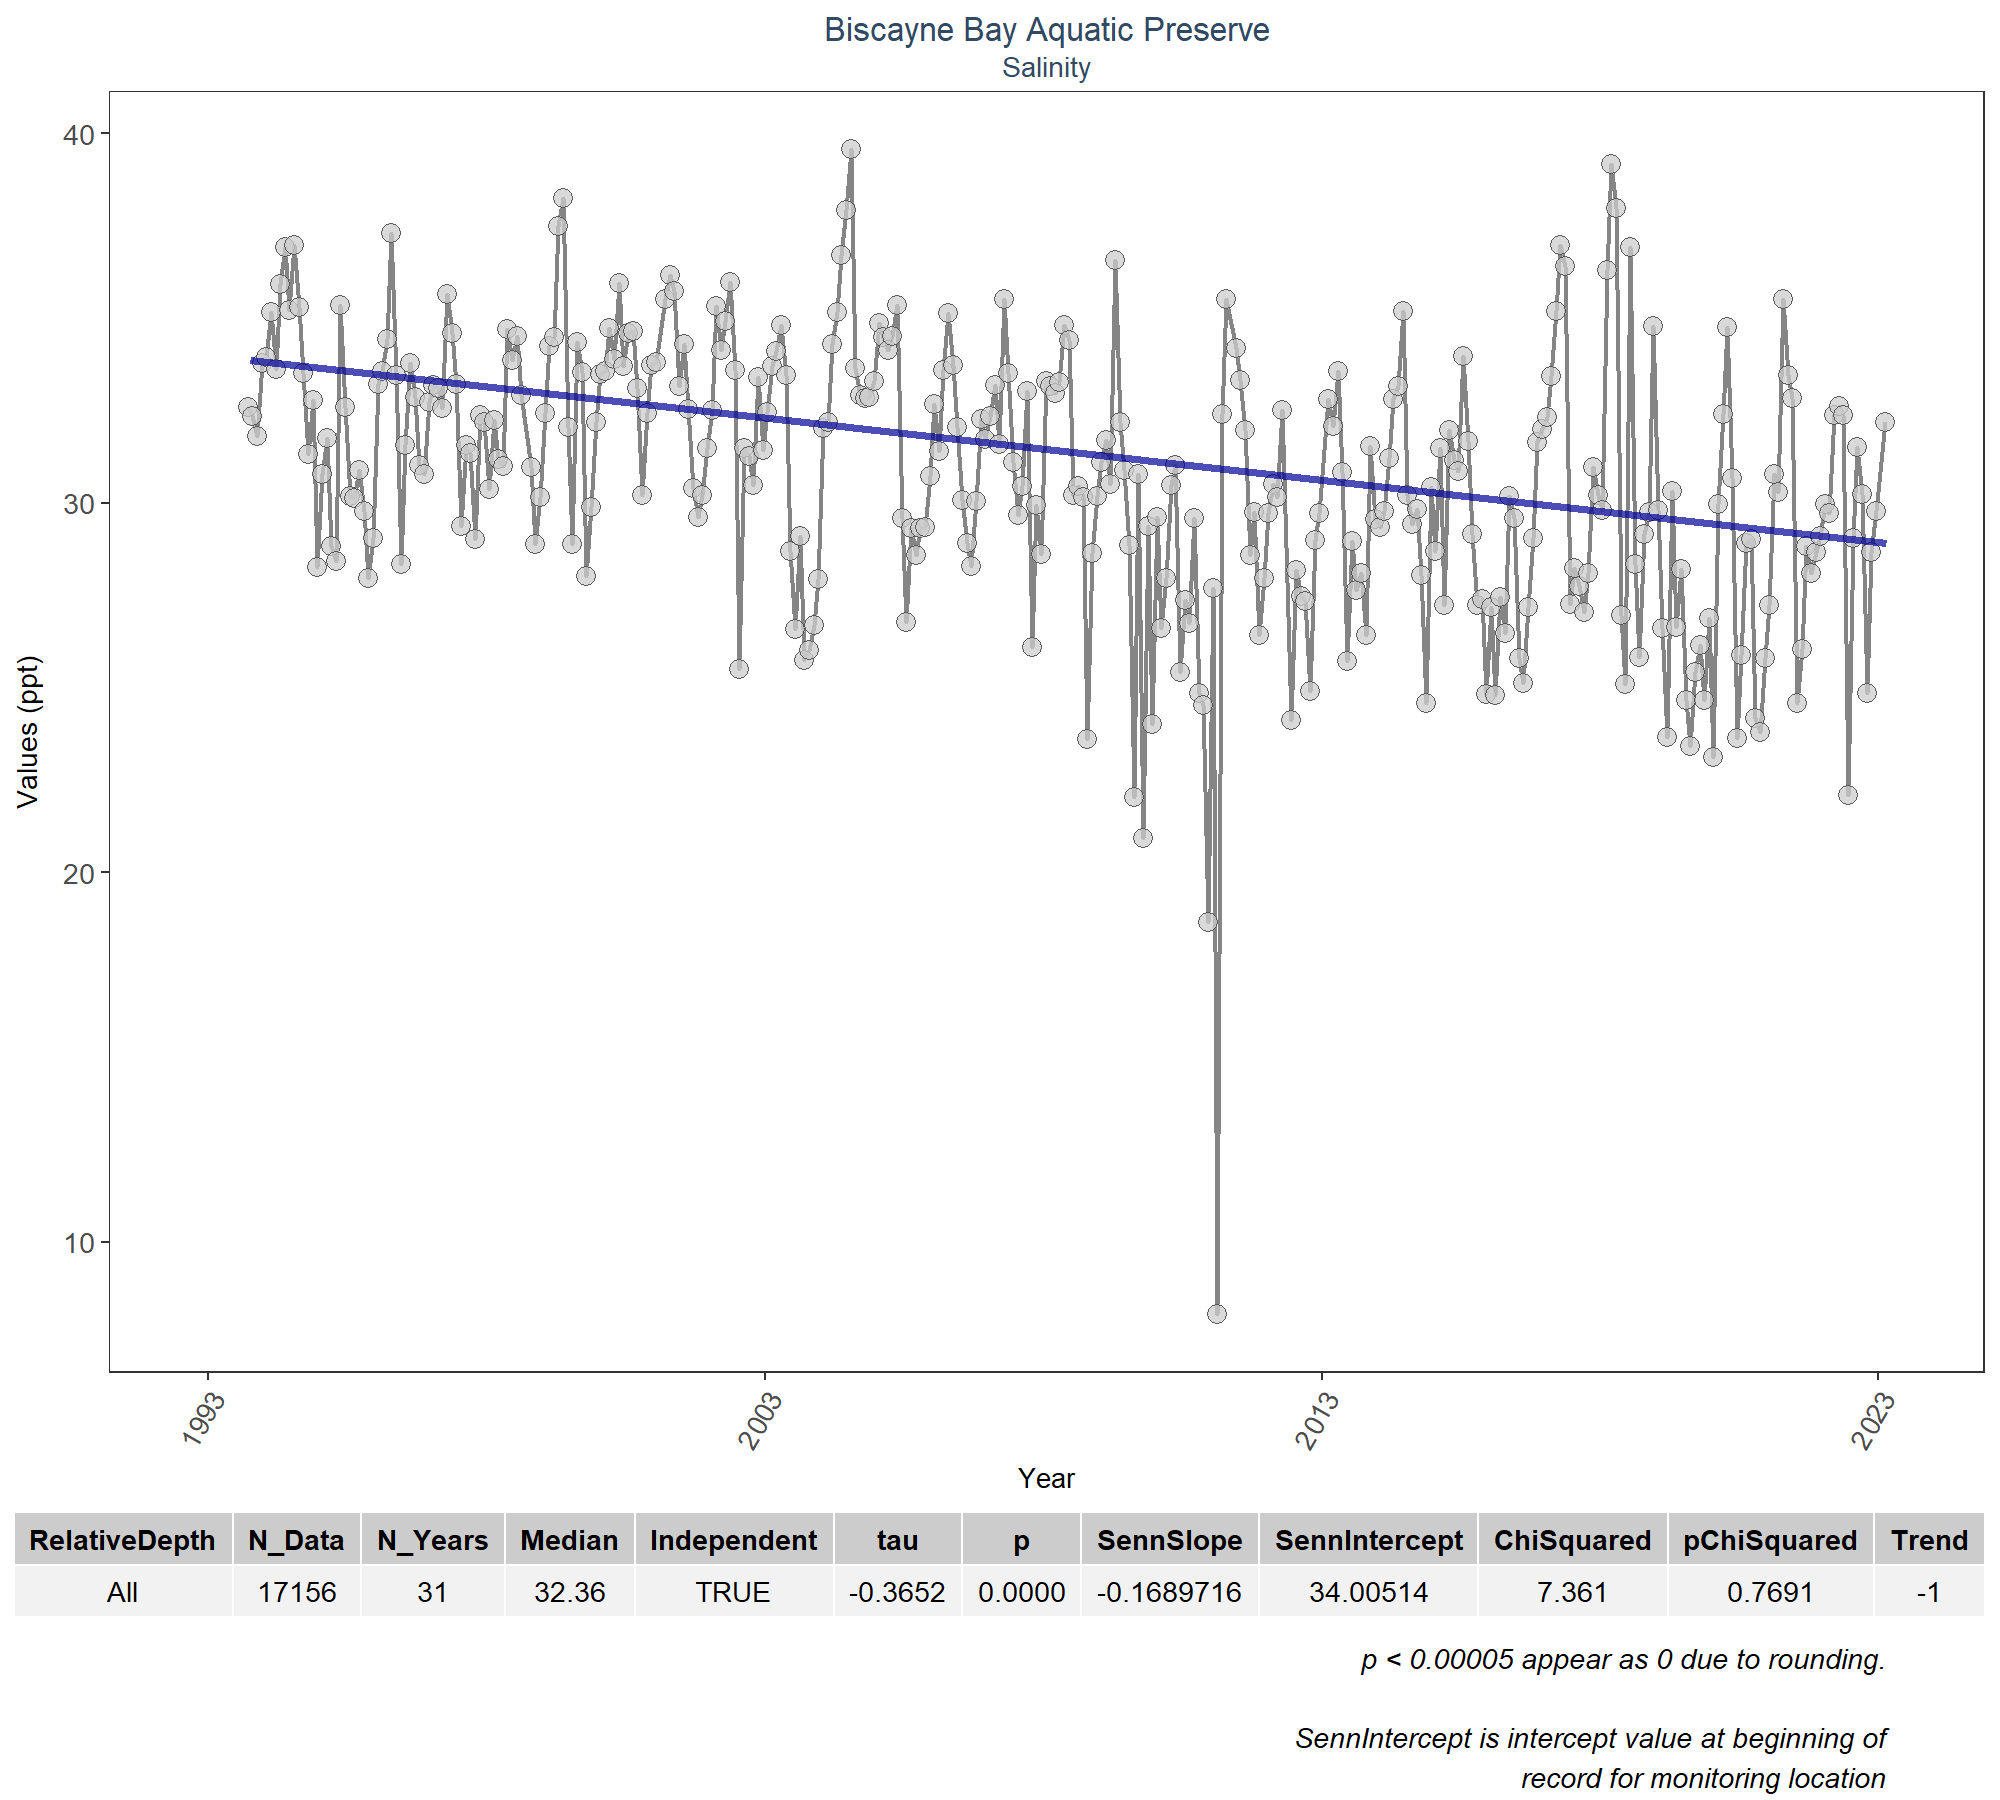 Biscayne Bay Aquatic Preserve
Salinity
40
30
20
10
Values (ppt)
1993
2003
2013
2023
Year
RelativeDepth N_Data N_Years Median Independent tau p SennSlope SennIntercept ChiSquared pChiSquared Trend
All 17156 31 32.36 TRUE -0.3652 0.0000 -0.1689716 34.00514 7.361 0.7691 -1
p < 0.00005 appear as 0 due to rounding.
SennIntercept is intercept value at beginning of
record for monitoring location